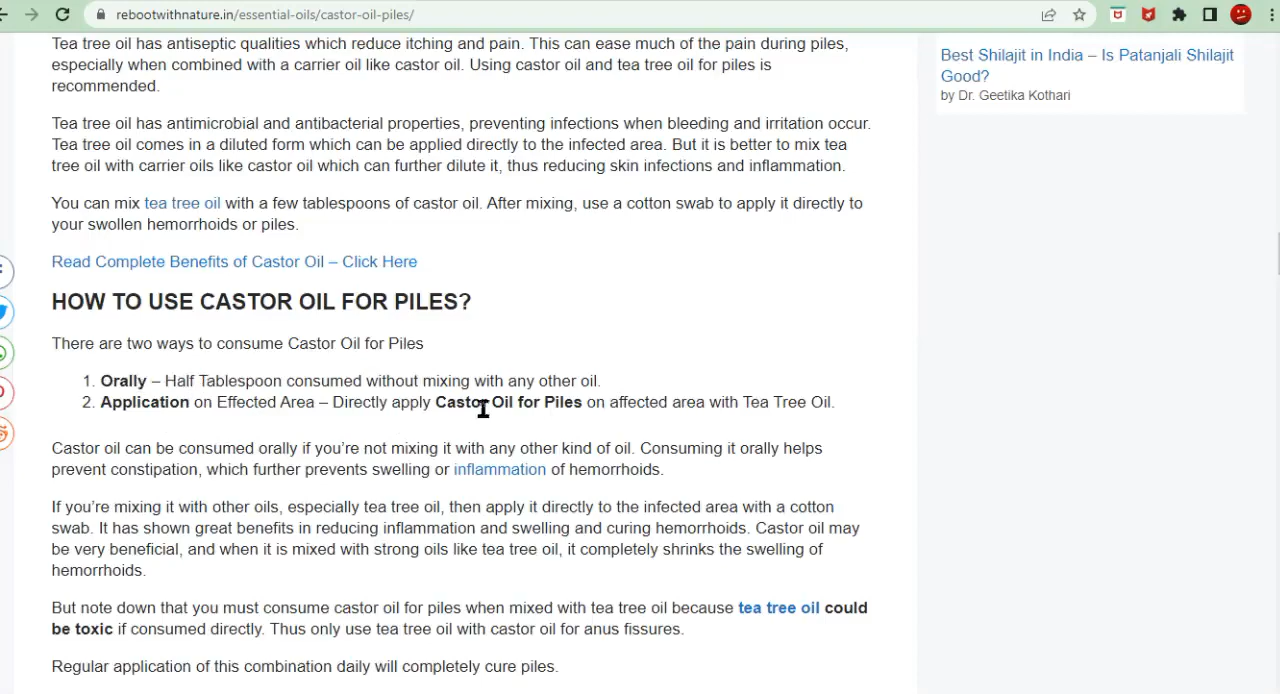 rebootwithnature.in/essential-oils/castor-oil-piles/
Tea tree oil has antiseptic qualities which reduce itching and pain. This can ease much of the pain during piles,
especially when combined with a carrier oil like castor oil. Using castor oil and tea tree oil for piles is
recommended.
Best Shilajit in India – Is Patanjali Shilajit
Good?
by Dr. Geetika Kothari
Tea tree oil has antimicrobial and antibacterial properties, preventing infections when bleeding and irritation occur.
Tea tree oil comes in a diluted form which can be applied directly to the infected area. But it is better to mix tea
tree oil with carrier oils like castor oil which can further dilute it, thus reducing skin infections and inflammation.
You can mix tea tree oil with a few tablespoons of castor oil. After mixing, use a cotton swab to apply it directly to
your swollen hemorrhoids or piles.
Read Complete Benefits of Castor Oil – Click Here
HOW TO USE CASTOR OIL FOR PILES?
There are two ways to consume Castor Oil for Piles
1. Orally – Half Tablespoon consumed without mixing with any other oil.
2. Application on Effected Area – Directly apply Castor Oil for Piles on affected area with Tea Tree Oil.
Castor oil can be consumed orally if you're not mixing it with any other kind of oil. Consuming it orally helps
prevent constipation, which further prevents swelling or inflammation of hemorrhoids.
If you're mixing it with other oils, especially tea tree oil, then apply it directly to the infected area with a cotton
swab. It has shown great benefits in reducing inflammation and swelling and curing hemorrhoids. Castor oil may
be very beneficial, and when it is mixed with strong oils like tea tree oil, it completely shrinks the swelling of
hemorrhoids.
But note down that you must consume castor oil for piles when mixed with tea tree oil because tea tree oil could
be toxic if consumed directly. Thus only use tea tree oil with castor oil for anus fissures.
Regular application of this combination daily will completely cure piles.